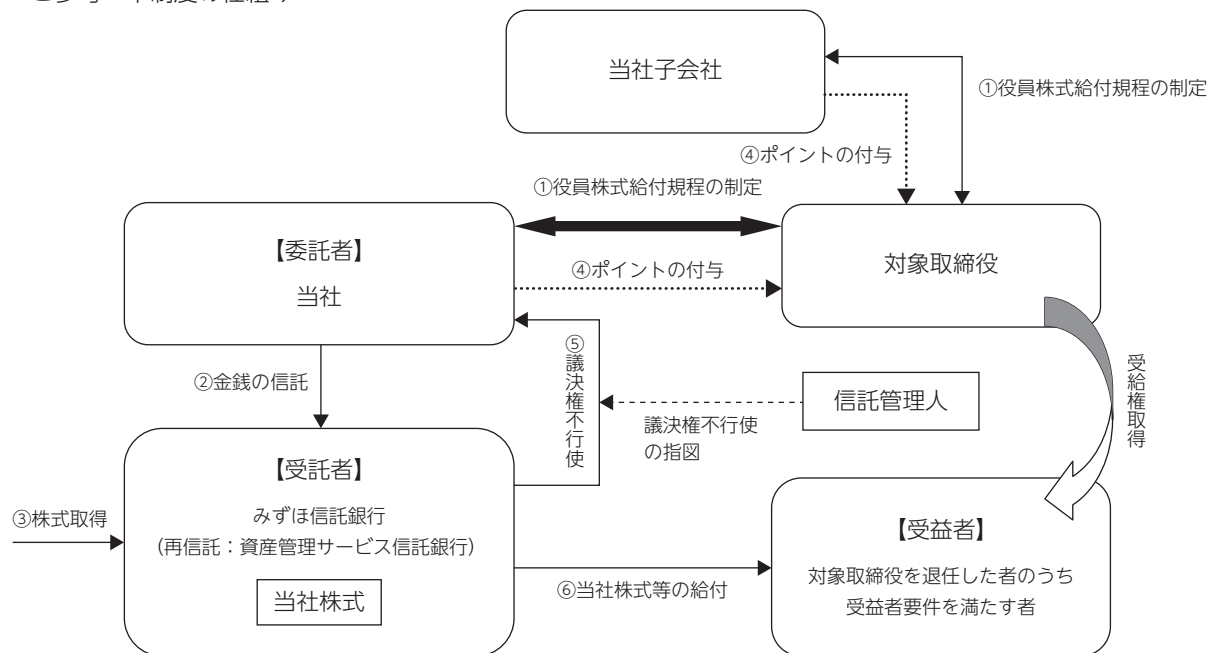 当社子会社
①役員株式給付規程の制定
④ポイントの付与
①役員株式給付規程の制定
【委託者】
当社
④ポイントの付与
対象取締役
②金銭の信託
⑤議決権不行使
議決権不行使
の指図
信託管理人
受給権取得
【受託者】
みずほ信託銀行
(再信託:資産管理サービス信託銀行)
当社株式
③株式取得
⑥当社株式等の給付
【受益者】
対象取締役を退任した者のうち
受益者要件を満たす者